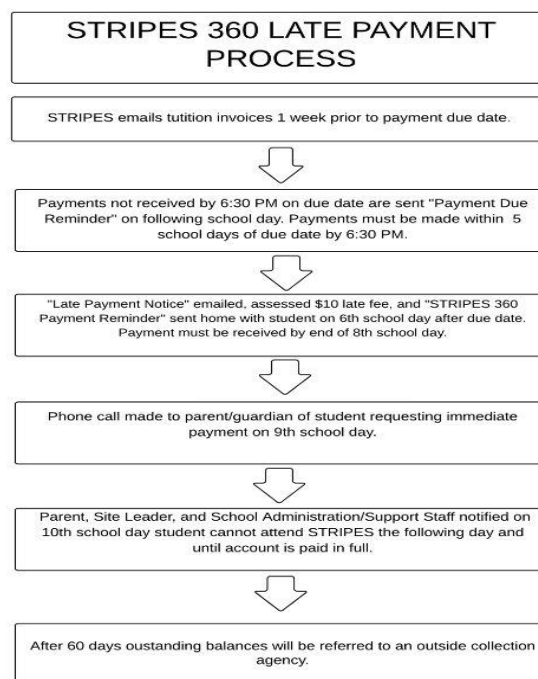 STRIPES 360 LATE PAYMENT
PROCESS
STRIPES emails tutition invoices 1 week prior to payment due date.
Payments not received by 6:30 PM on due date are sent "Payment Due
Reminder" on following school day. Payments must be made within 5
school days of due date by 6:30 PM.
"Late Payment Notice" emailed, assessed $10 late fee, and "STRIPES 360
Payment Reminder" sent home with student on 6th school day after due date.
Payment must be received by end of 8th school day.
Phone call made to parent/guardian of student requesting immediate
payment on 9th school day.
Parent, Site Leader, and School Administration/Support Staff notified on
10th school day student cannot attend STRIPES the following day and
until account is paid in full.
After 60 days oustanding balances will be referred to an outside collection
agency.